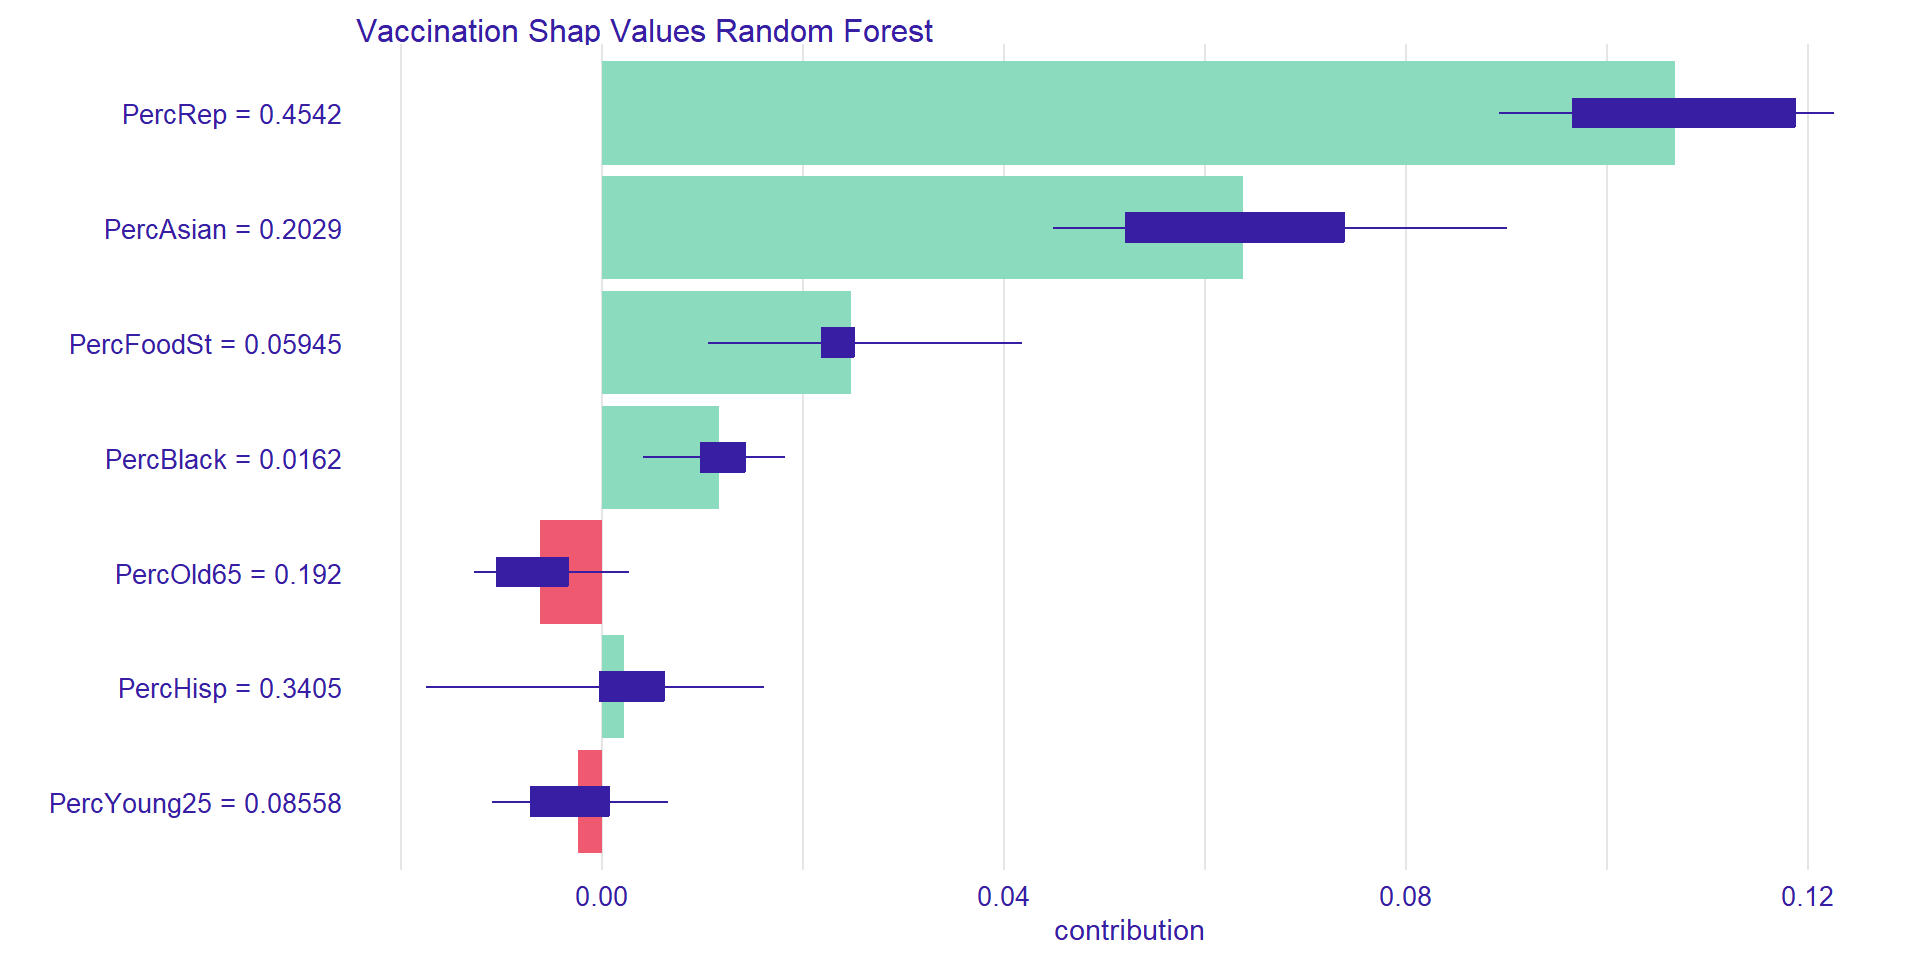 Vaccination Shap Values Random Forest
PercRep = 0.4542
PercAsian = 0.2029
PercFoodSt = 0.05945
PercBlack = 0.0162
PercOld65 = 0.192
PercHisp = 0.3405
PercYoung25 = 0.08558
0.00 0.04 0.08 0.12
contribution